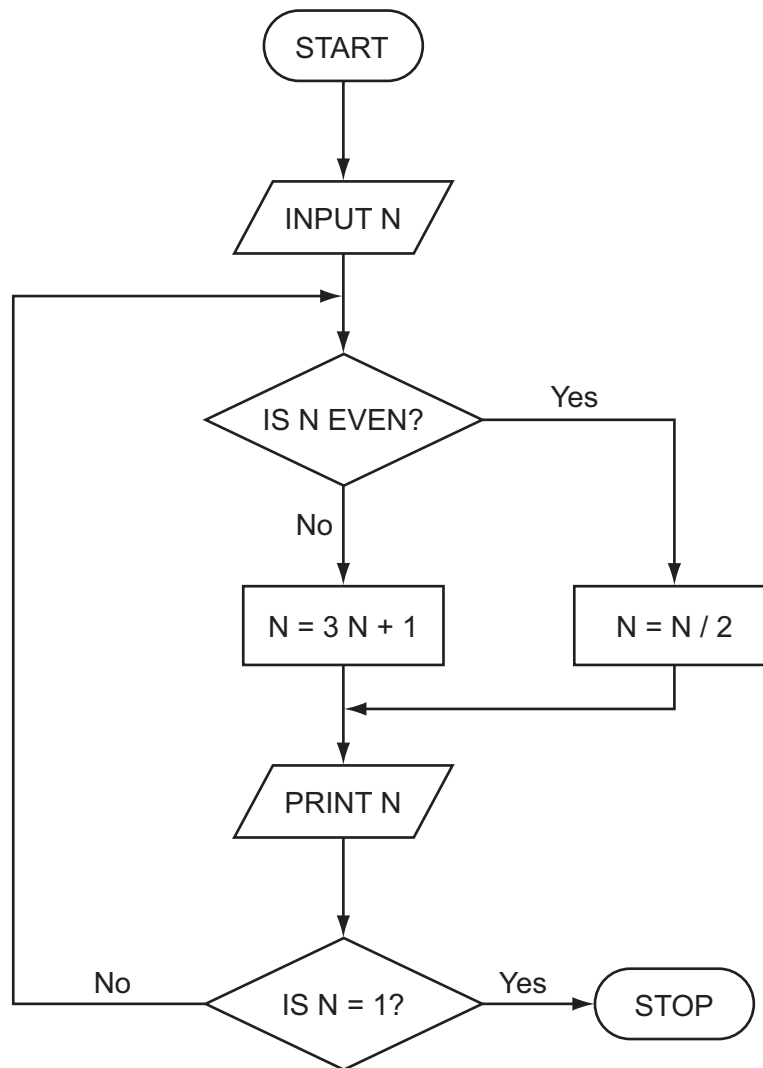 START
INPUT N
IS N EVEN?
Yes
No
N = 3 N + 1
N = N / 2
PRINT N
No
IS N = 1?
Yes
STOP